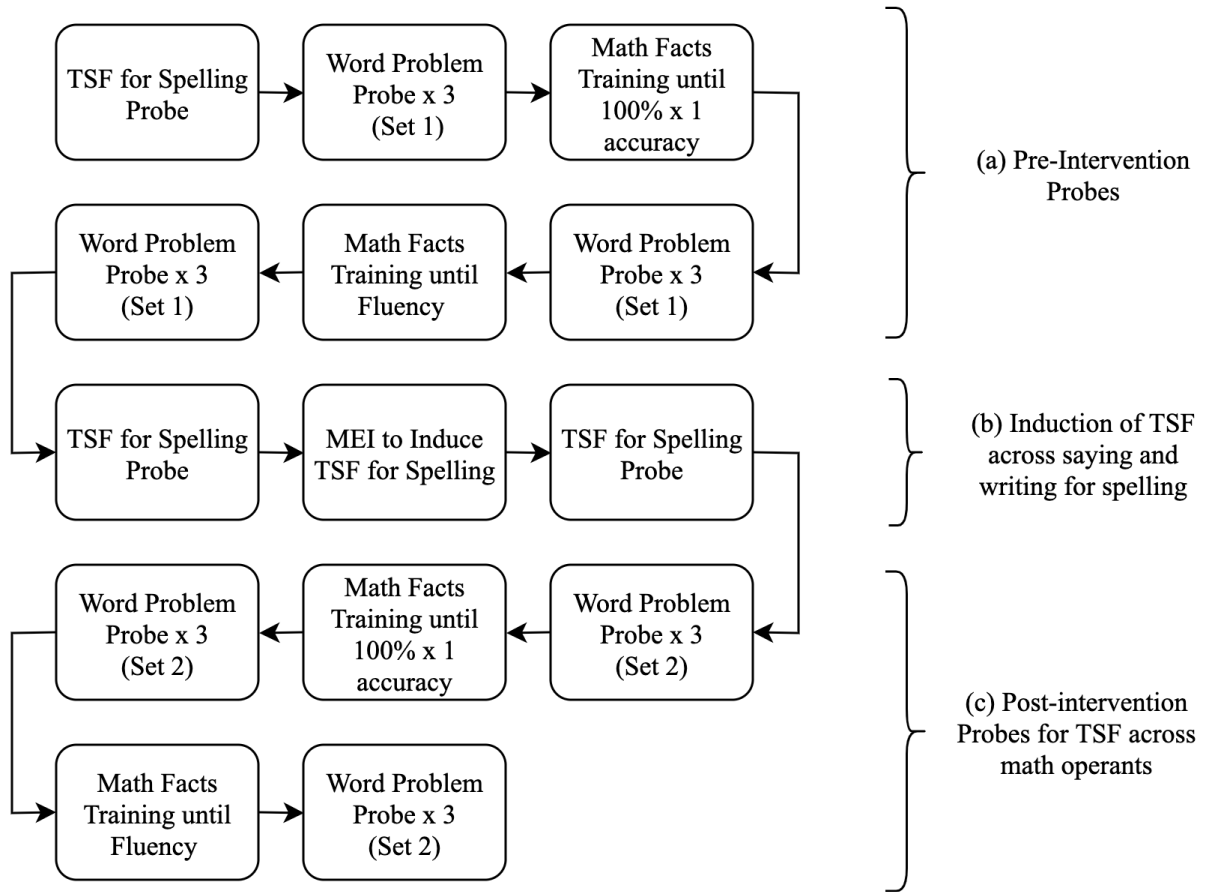 TSF for Spelling
Probe
Word Problem
Probe x 3
(Set 1)
Math Facts
Training until
100% x 1
accuracy
(a) Pre-Intervention
Probes
Word Problem
Probe x 3
(Set 1)
Math Facts
Training until
Fluency
Word Problem
Probe x 3
(Set 1)
TSF for Spelling
Probe
MEI to Induce
TSF for Spelling
TSF for Spelling
Probe
(b) Induction of TSF
across saying and
writing for spelling
Word Problem
Probe x 3
(Set 2)
Math Facts
Training until
100% x 1
accuracy
Word Problem
Probe x 3
(Set 2)
(c) Post-intervention
Probes for TSF across
math operants
Math Facts
Training until
Fluency
Word Problem
Probe x 3
(Set 2)